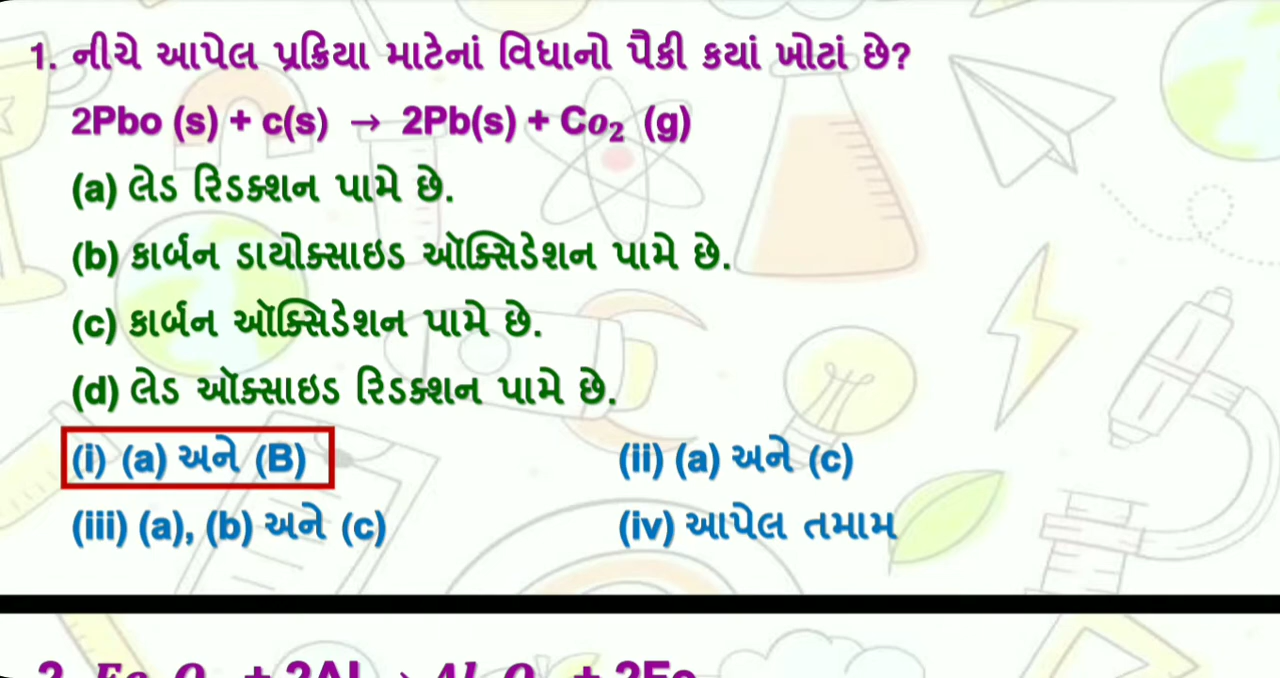 1. નીચે આપેલ પ્રક્રિયા માટેનાં વિધાનો પૈકી કયાં ખોટાં છે?
2Pbo (s) + c(s) → 2Pb(s) + Co₂ (g)
(a) લેડ રિડક્શન પામે છે.
(b) કાર્બન ડાયોક્સાઇડ ઑક્સિડેશન પામે છે.
(c) કાર્બન ઑક્સિડેશન પામે છે.
(d) લેડ ઑક્સાઇડ રિડક્શન પામે છે.
(i) (a) અને (B) (ii) (a) અને (c)
(iii) (a), (b) અને (c) (iv) આપેલ તમામ